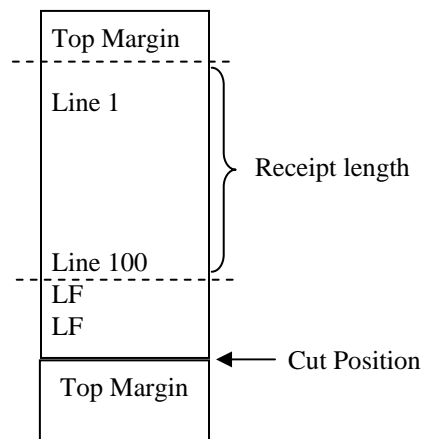 Top Margin
Line 1
Receipt length
Line 100
LF
LF
Cut Position
Top Margin